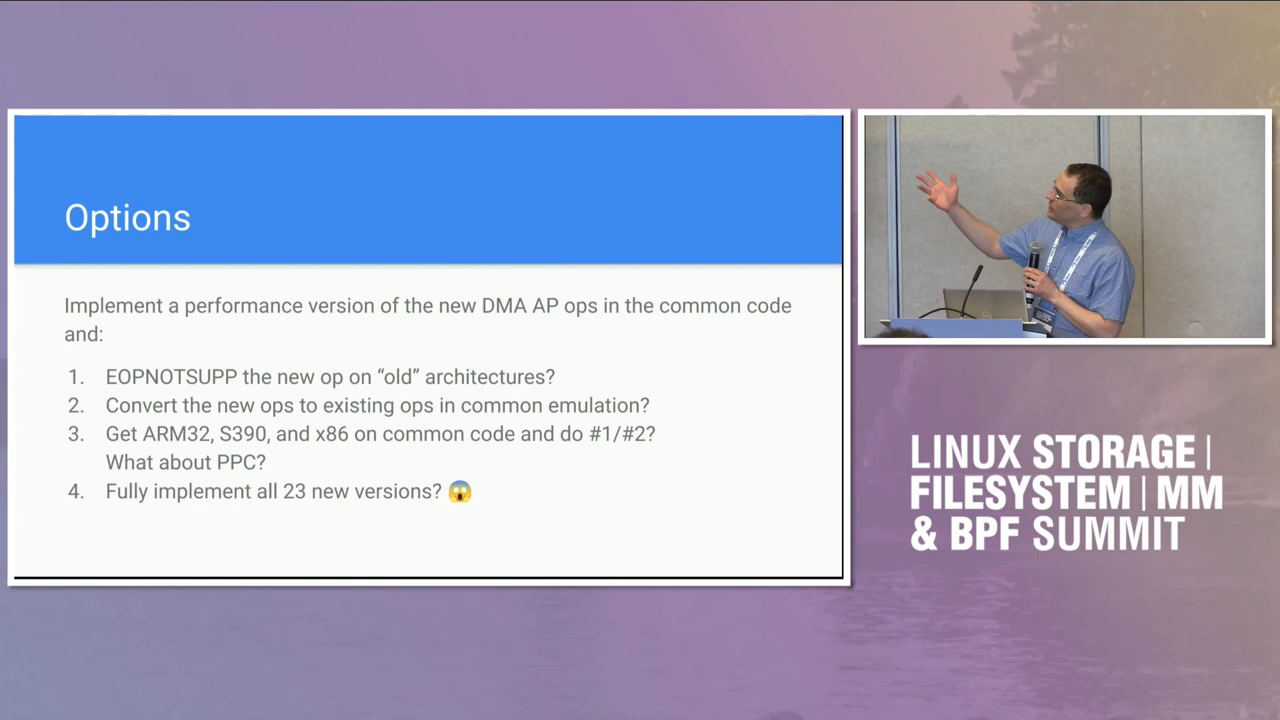 Options
Implement a performance version of the new DMA AP ops in the common code
and:
1. EOPNOTSUPP the new op on “old” architectures?
2. Convert the new ops to existing ops in common emulation?
3. Get ARM32, S390, and x86 on common code and do #1/#2?
What about PPC?
4. Fully implement all 23 new versions? 😱
LINUX STORAGE |
FILESYSTEM | MM
& BPF SUMMIT